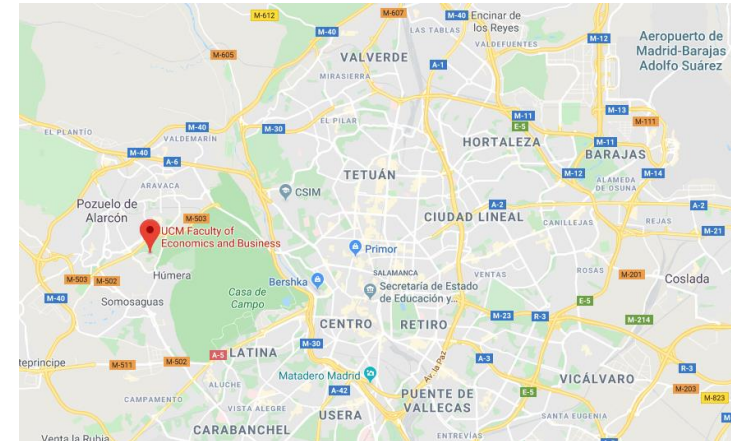 M-612
M-607
M-40
Encinar de
los Reyes
M-40
LAS TABLAS
VALDEFUENTES
M-12
Aeropuerto de
Madrid-Barajas
Adolfo Suárez
M-605
VALVERDE
A-1
MIRASIERRA
M-13
M-11
E-5
M-111
EL PLANTÍO
M-40
VALDEMARÍN
M-30
EL PILAR
HORTALEZA
M-11
BARAJAS
M-40
A-6
TETUÁN
M-12
M-14
ALAMEDA
DE OSUNA
ARAVACA
CSIM
Pozuelo de
Alarcón
M-503
A-2
A-2
CIUDAD LINEAL
CANILLEJAS
REJAS
M-21
UCM Faculty of
Economics and Business
Primor
Húmera
SALAMANCA
VENTAS
ROSAS
M-201
Coslada
M-503
M-502
Bershka
Secretaría de Estado
de Educación y...
M-40
Somosaguas
Casa de
Campo
E-5
CENTRO
RETIRO
M-23
R-3
M-214
M-30
A-5
LATINA
M-511
M-502
teprincipe
Av. la Paz
A-3
R-3
Matadero Madrid
VICÁLVARO
ALUCHE
A-42
PUENTE DE
VALLECAS
E-5
M-203
CAMPAMENTO
M-823
VISTA ALEGRE
USERA
SANTA EUGENIA
M
CARABANCHEL
ENTREVÍAS
Venta la Rubia